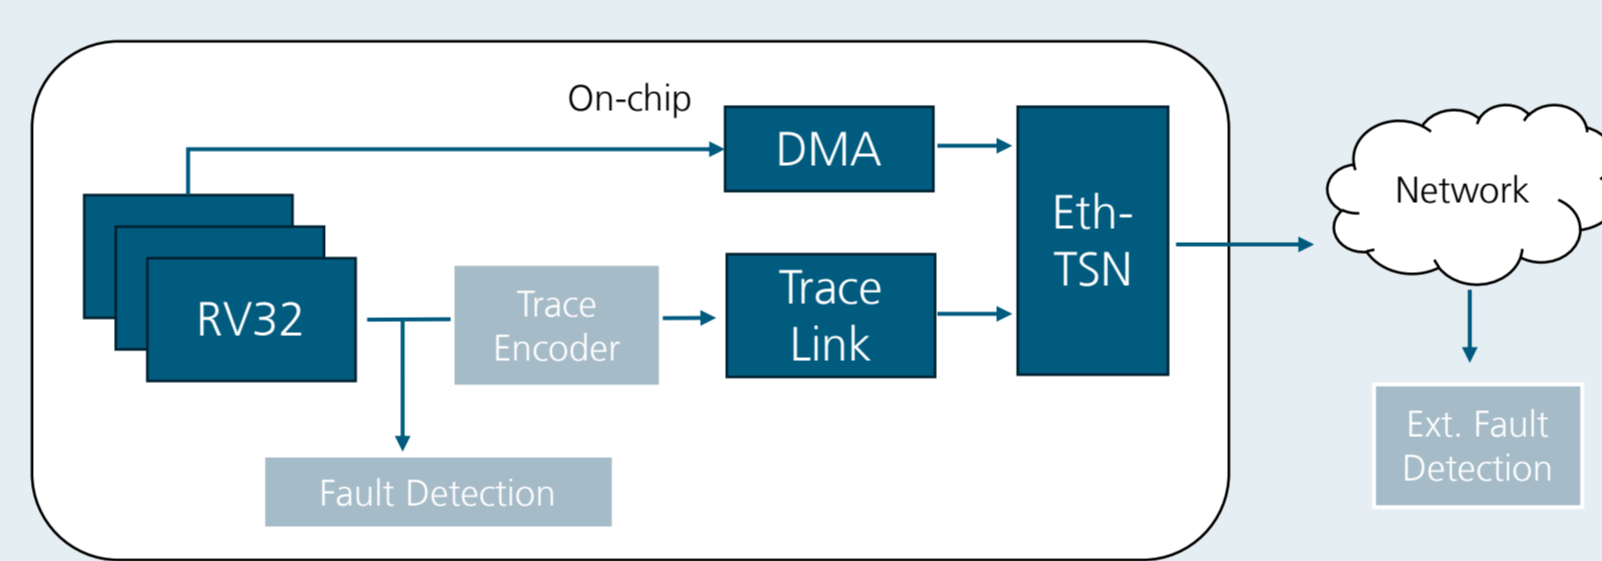 On-chip
DMA
Eth-
TSN
Network
RV32
Trace
Encoder
Trace
Link
Fault Detection
Ext. Fault
Detection